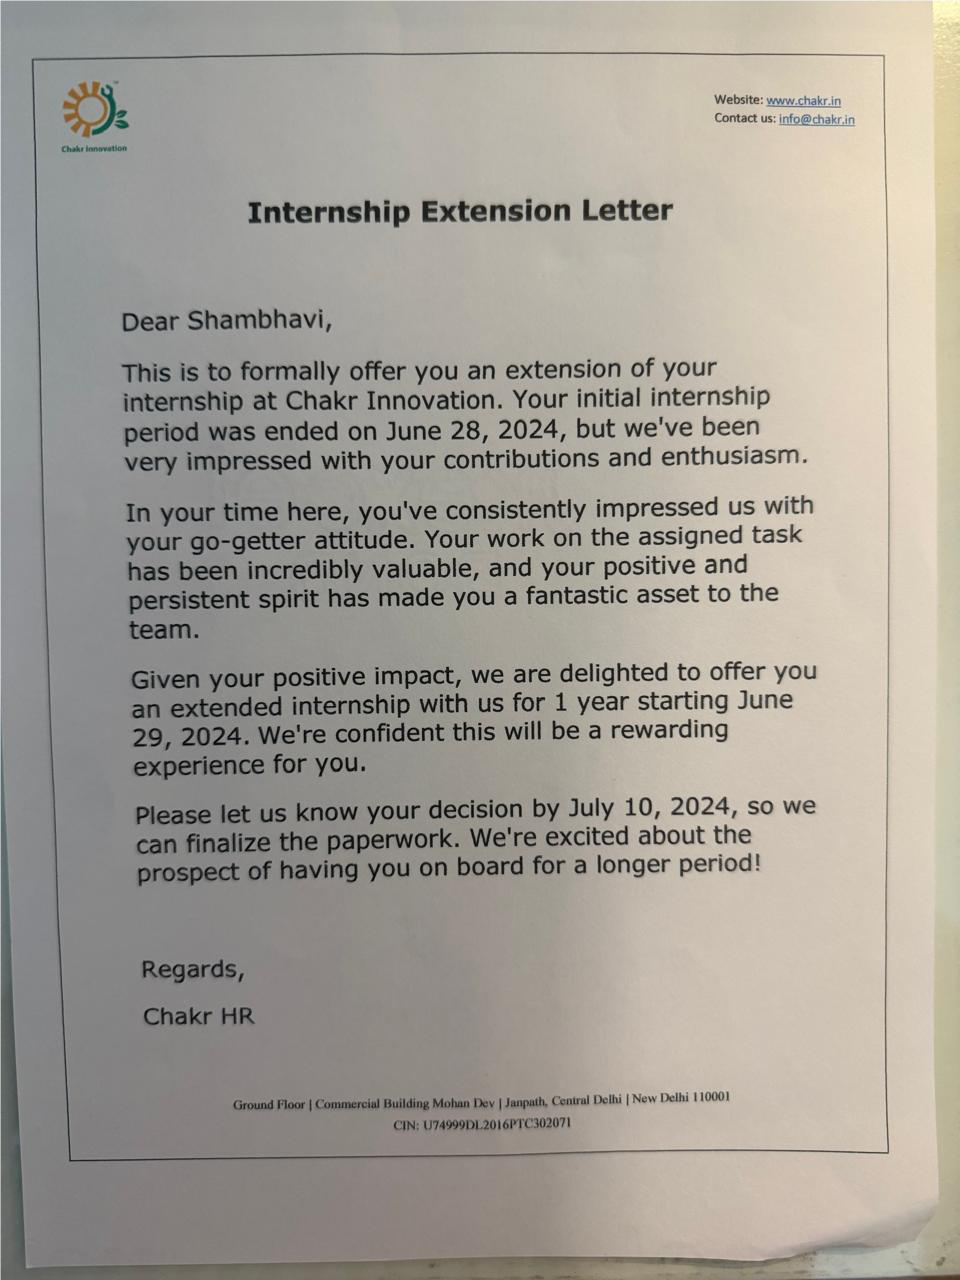 Chakr innovation
Website: www.chakr.in
Contact us: info@chakr.in
Internship Extension Letter
Dear Shambhavi,
This is to formally offer you an extension of your
internship at Chakr Innovation. Your initial internship
period was ended on June 28, 2024, but we've been
very impressed with your contributions and enthusiasm.
In your time here, you've consistently impressed us with
your go-getter attitude. Your work on the assigned task
has been incredibly valuable, and your positive and
persistent spirit has made you a fantastic asset to the
team.
Given your positive impact, we are delighted to offer you
an extended internship with us for 1 year starting June
29, 2024. We're confident this will be a rewarding
experience for you.
Please let us know your decision by July 10, 2024, so we
can finalize the paperwork. We're excited about the
prospect of having you on board for a longer period!
Regards,
Chakr HR
Ground Floor | Commercial Building Mohan Dev | Janpath, Central Delhi | New Delhi 110001
CIN: U74999DL2016PTC302071